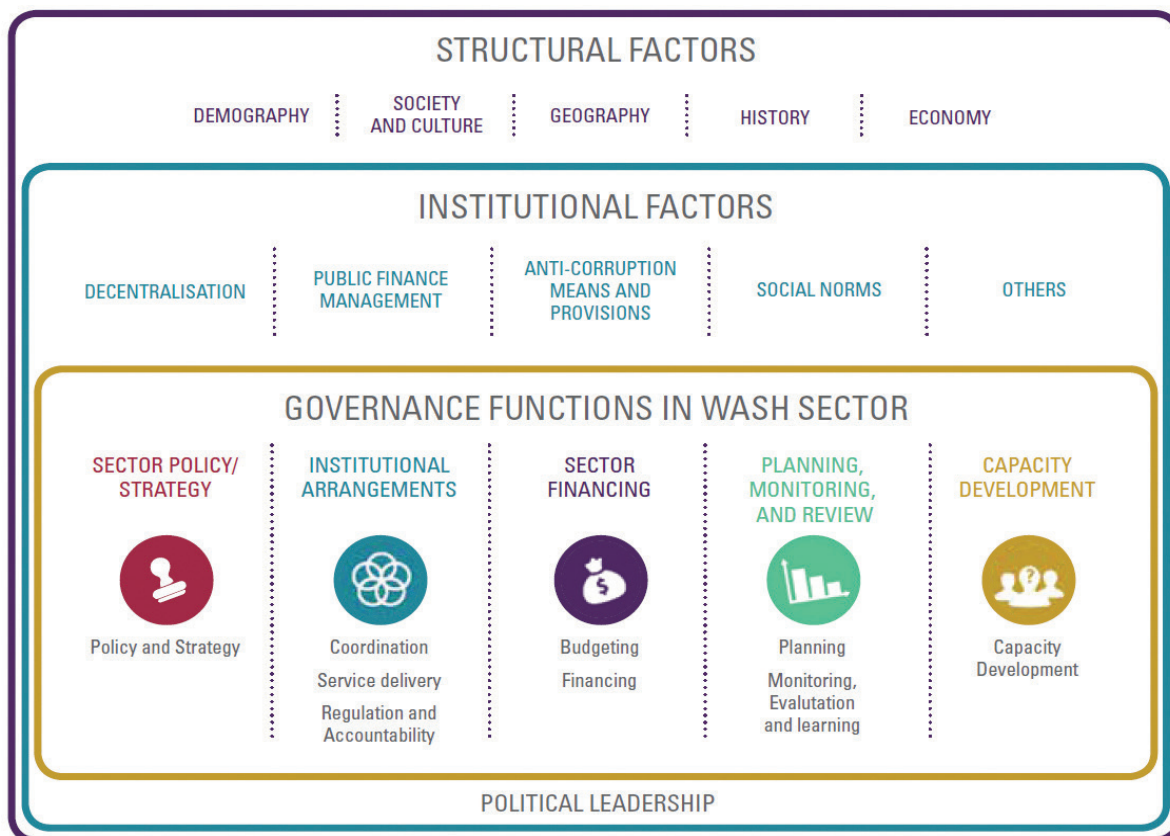 STRUCTURAL FACTORS
DEMOGRAPHY
SOCIETY
AND CULTURE
GEOGRAPHY
HISTORY
ECONOMY
INSTITUTIONAL FACTORS
DECENTRALISATION
PUBLIC FINANCE
MANAGEMENT
ANTI-CORRUPTION
MEANS AND
PROVISIONS
SOCIAL NORMS
OTHERS
GOVERNANCE FUNCTIONS IN WASH SECTOR
SECTOR POLICY/
STRATEGY
Policy and Strategy
INSTITUTIONAL
ARRANGEMENTS
Coordination
Service delivery
Regulation and
Accountability
SECTOR
FINANCING
$
Budgeting
Financing
PLANNING,
MONITORING,
AND REVIEW
Planning
Monitoring,
Evalutation
and learning
CAPACITY
DEVELOPMENT
?
Capacity
Development
POLITICAL LEADERSHIP